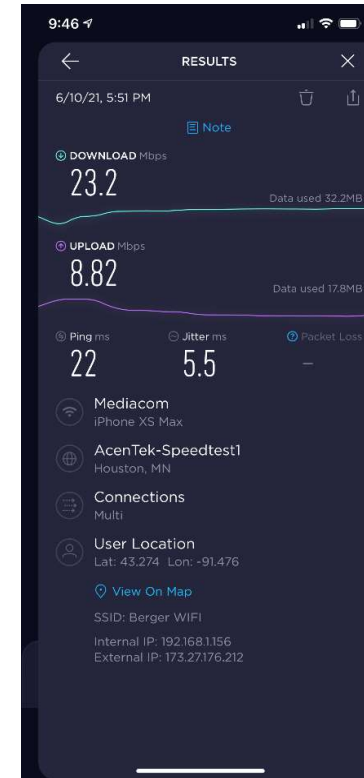 9:46
RESULTS
6/10/21, 5:51 PM
Note
DOWNLOAD Mbps
23.2
Data used 32.2MB
UPLOAD Mbps
8.82
Data used 17.8MB
Ping ms Jitter ms Packet Loss
22 5.5 –
Mediacom
iPhone XS Max
AcenTek-Speedtest1
Houston, MN
Connections
Multi
User Location
Lat: 43.274 Lon: -91.476
View On Map
SSID: Berger WIFI
Internal IP: 192.168.1.156
External IP: 173.27.176.212